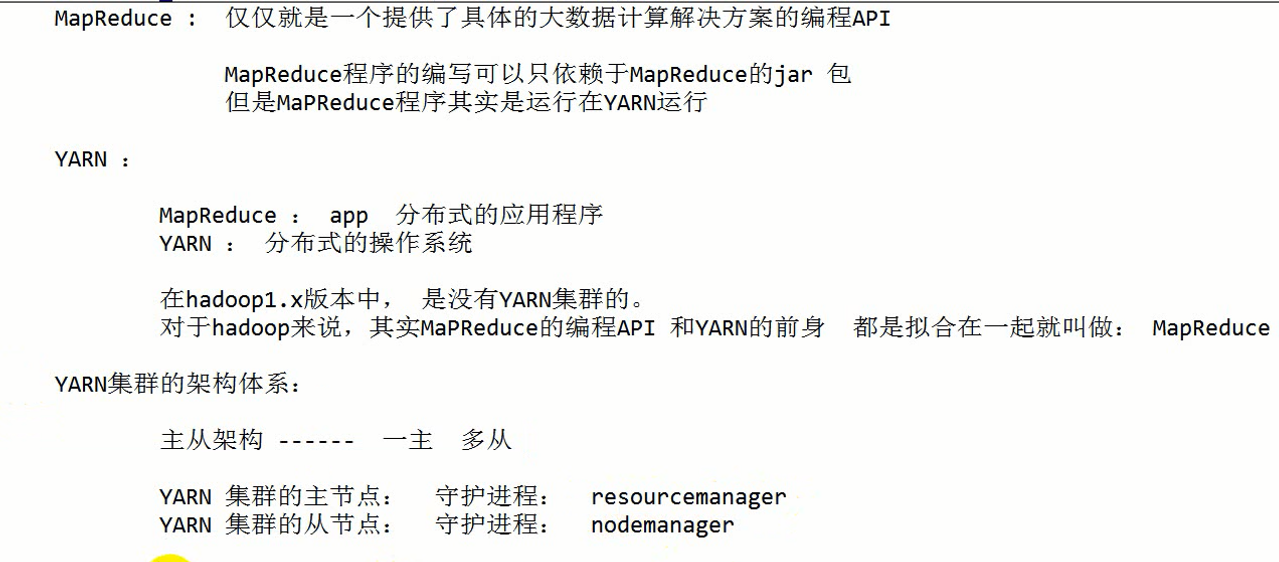 MapReduce : 仅仅就是一个提供了具体的大数据计算解决方案的编程API
MapReduce程序的编写可以只依赖于MapReduce的jar 包
但是MaPReduce程序其实是运行在YARN运行
YARN :
MapReduce : app 分布式的应用程序
YARN : 分布式的操作系统
在hadoop1.x版本中, 是没有YARN集群的。
对于hadoop来说,其实MaPReduce的编程API 和YARN的前身 都是拟合在一起就叫做: MapReduce
YARN集群的架构体系:
主从架构 ------ 一主 多从
YARN 集群的主节点: 守护进程: resourcemanager
YARN 集群的从节点: 守护进程: nodemanager